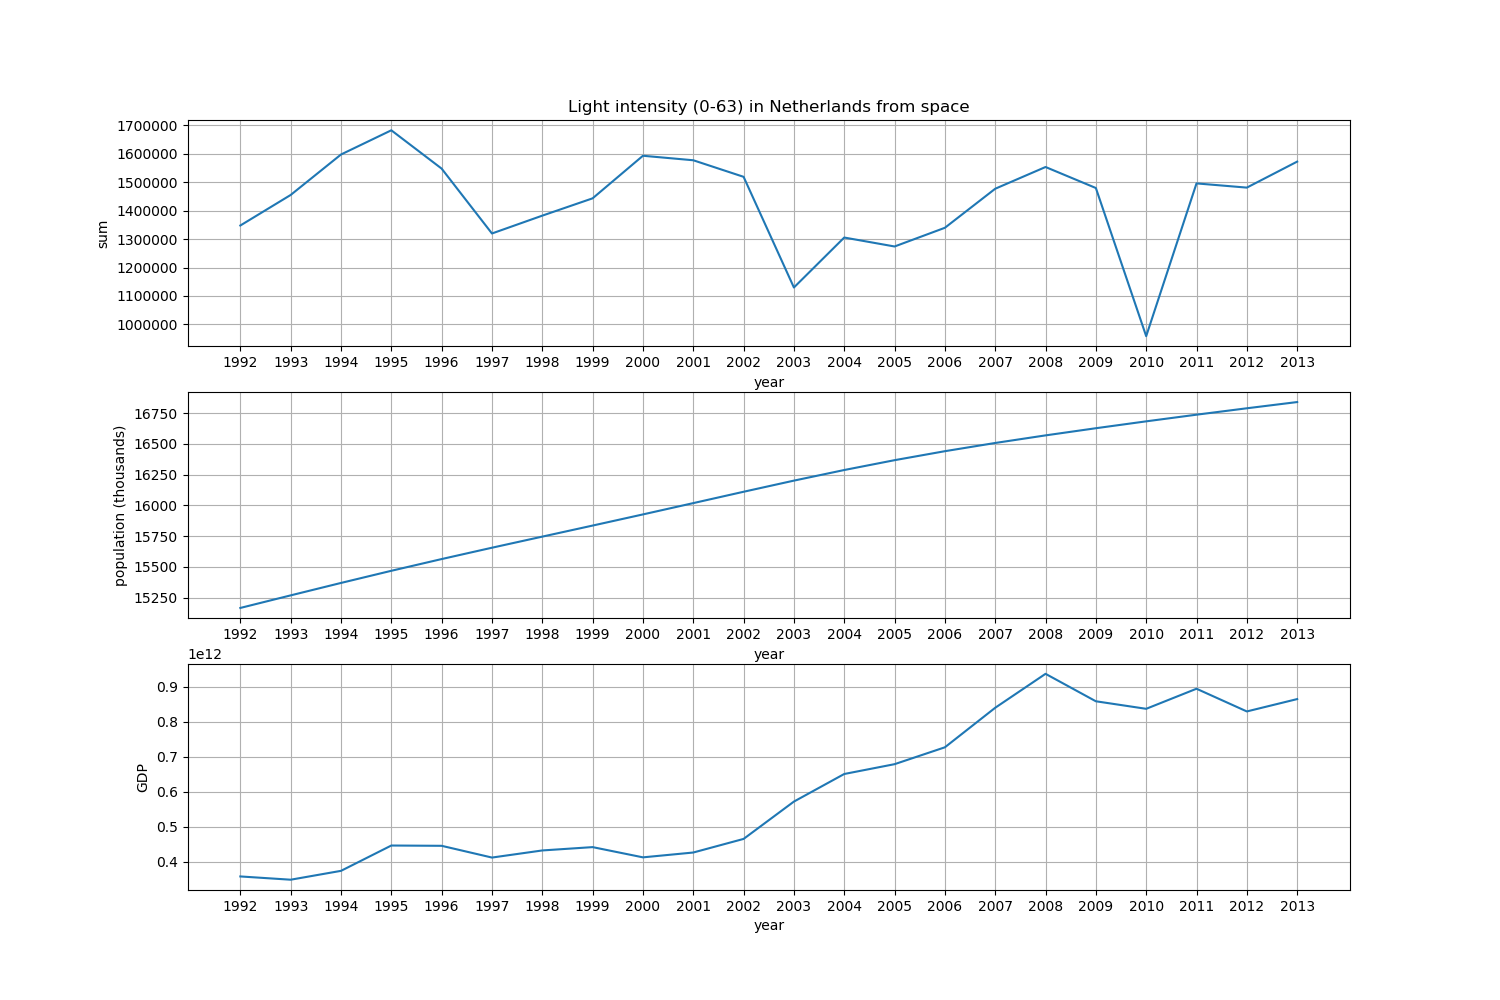 Light intensity (0-63) in Netherlands from space
1700000
1600000
1500000
1400000
1300000
1200000
1100000
1000000
sum
1992 1993 1994 1995 1996 1997 1998 1999 2000 2001 2002 2003 2004 2005 2006 2007 2008 2009 2010 2011 2012 2013
year
16750
16500
16250
16000
15750
15500
15250
population (thousands)
1992 1993 1994 1995 1996 1997 1998 1999 2000 2001 2002 2003 2004 2005 2006 2007 2008 2009 2010 2011 2012 2013
year
1e12
0.9
0.8
0.7
0.6
0.5
0.4
GDP
1992 1993 1994 1995 1996 1997 1998 1999 2000 2001 2002 2003 2004 2005 2006 2007 2008 2009 2010 2011 2012 2013
year